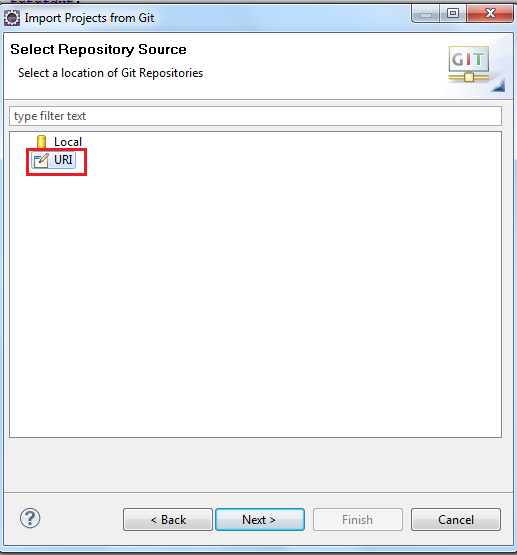 Import Projects from Git
Select Repository Source
Select a location of Git Repositories
GIT
type filter text
Local
URI
?
< Back
Next >
Finish
Cancel